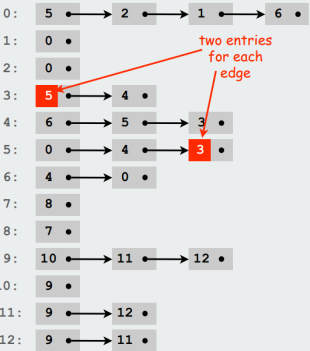 0: 5 2 1 6
1: 0
2: 0
two entries
for each
edge
3: 5 4
4: 6 5 3
5: 0 4 3
6: 4 0
7: 8
8: 7
9: 10 11 12
0: 9
11: 9 12
12: 9 11